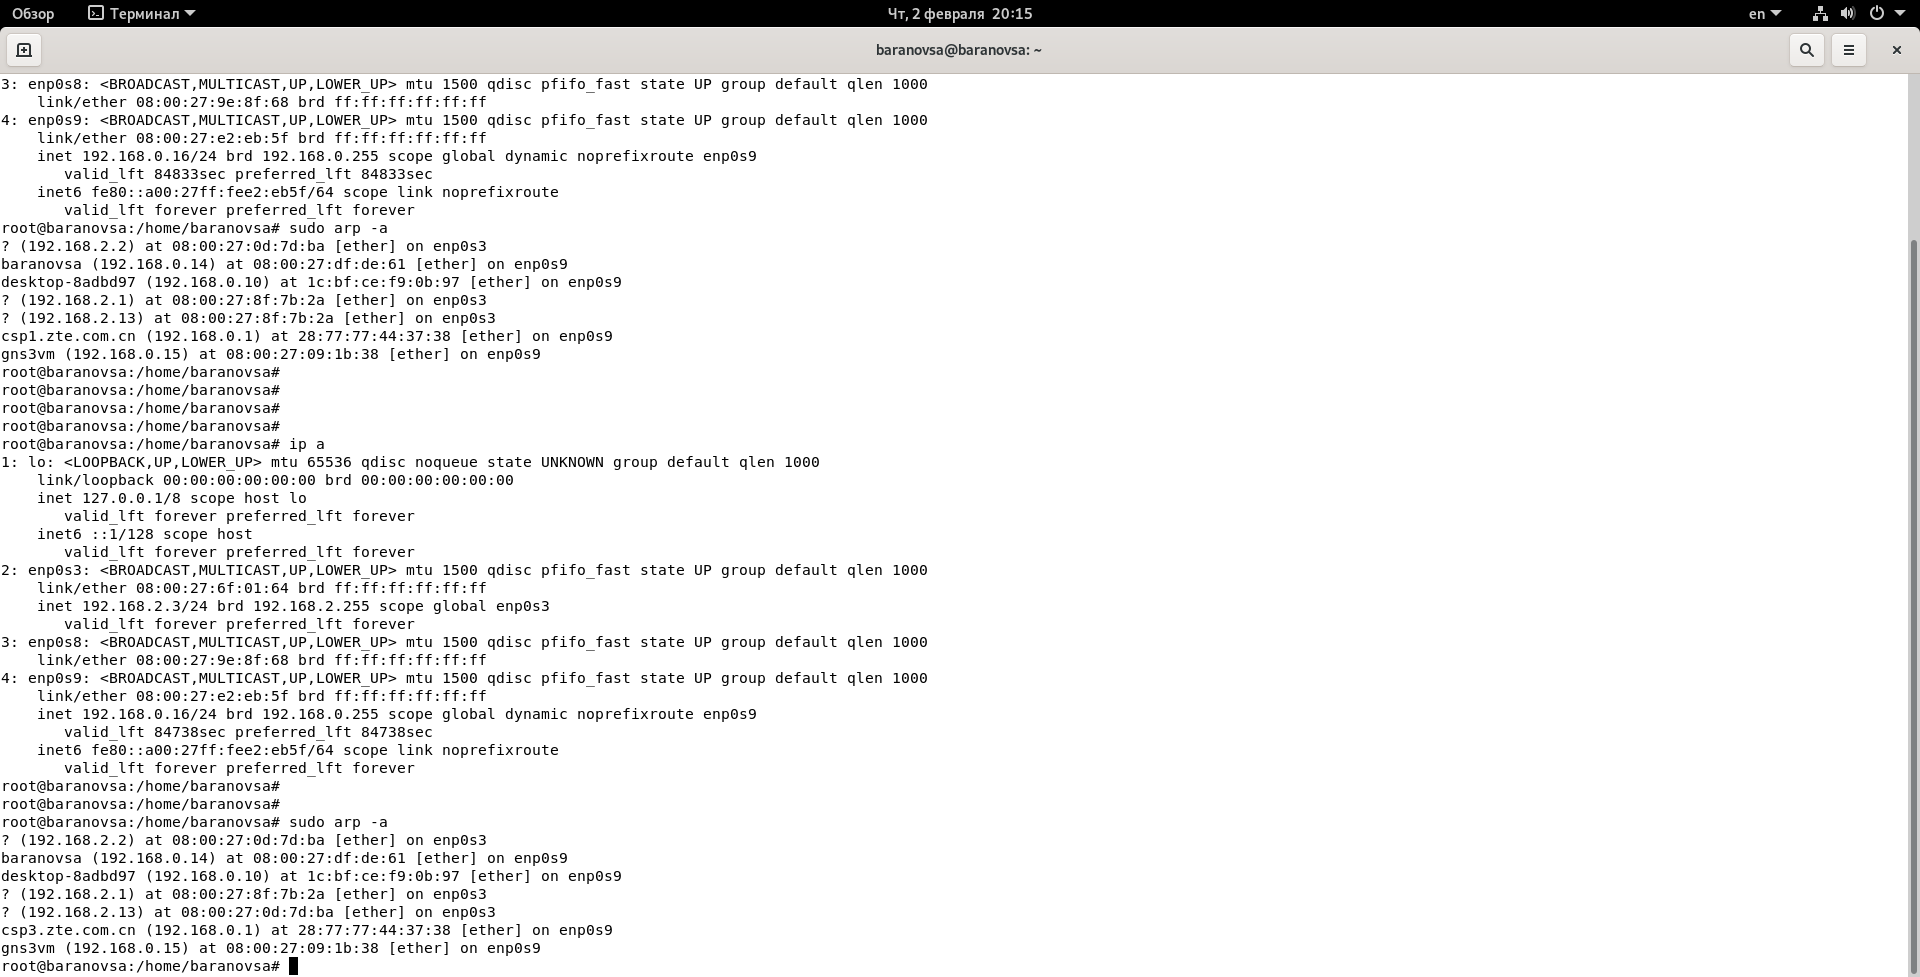 Обзор Терминал Чт, 2 февраля 20:15 en
baranovsa@baranovsa: ~
3: enp0s8: <BROADCAST,MULTICAST,UP,LOWER_UP> mtu 1500 qdisc pfifo_fast state UP group default qlen 1000
    link/ether 08:00:27:9e:8f:68 brd ff:ff:ff:ff:ff:ff
4: enp0s9: <BROADCAST,MULTICAST,UP,LOWER_UP> mtu 1500 qdisc pfifo_fast state UP group default qlen 1000
    link/ether 08:00:27:e2:eb:5f brd ff:ff:ff:ff:ff:ff
    inet 192.168.0.16/24 brd 192.168.0.255 scope global dynamic noprefixroute enp0s9
       valid_lft 84833sec preferred_lft 84833sec
    inet6 fe80::a00:27ff:fee2:eb5f/64 scope link noprefixroute
       valid_lft forever preferred_lft forever
root@baranovsa:/home/baranovsa# sudo arp -a
? (192.168.2.2) at 08:00:27:0d:7d:ba [ether] on enp0s3
baranovsa (192.168.0.14) at 08:00:27:df:de:61 [ether] on enp0s9
desktop-8adbd97 (192.168.0.10) at 1c:bf:ce:f9:0b:97 [ether] on enp0s9
? (192.168.2.1) at 08:00:27:8f:7b:2a [ether] on enp0s3
? (192.168.2.13) at 08:00:27:8f:7b:2a [ether] on enp0s3
csp1.zte.com.cn (192.168.0.1) at 28:77:77:44:37:38 [ether] on enp0s9
gns3vm (192.168.0.15) at 08:00:27:09:1b:38 [ether] on enp0s9
root@baranovsa:/home/baranovsa#
root@baranovsa:/home/baranovsa#
root@baranovsa:/home/baranovsa#
root@baranovsa:/home/baranovsa#
root@baranovsa:/home/baranovsa# ip a
1: lo: <LOOPBACK,UP,LOWER_UP> mtu 65536 qdisc noqueue state UNKNOWN group default qlen 1000
    link/loopback 00:00:00:00:00:00 brd 00:00:00:00:00:00
    inet 127.0.0.1/8 scope host lo
       valid_lft forever preferred_lft forever
    inet6 ::1/128 scope host
       valid_lft forever preferred_lft forever
2: enp0s3: <BROADCAST,MULTICAST,UP,LOWER_UP> mtu 1500 qdisc pfifo_fast state UP group default qlen 1000
    link/ether 08:00:27:6f:01:64 brd ff:ff:ff:ff:ff:ff
    inet 192.168.2.3/24 brd 192.168.2.255 scope global enp0s3
       valid_lft forever preferred_lft forever
3: enp0s8: <BROADCAST,MULTICAST,UP,LOWER_UP> mtu 1500 qdisc pfifo_fast state UP group default qlen 1000
    link/ether 08:00:27:9e:8f:68 brd ff:ff:ff:ff:ff:ff
4: enp0s9: <BROADCAST,MULTICAST,UP,LOWER_UP> mtu 1500 qdisc pfifo_fast state UP group default qlen 1000
    link/ether 08:00:27:e2:eb:5f brd ff:ff:ff:ff:ff:ff
    inet 192.168.0.16/24 brd 192.168.0.255 scope global dynamic noprefixroute enp0s9
       valid_lft 84738sec preferred_lft 84738sec
    inet6 fe80::a00:27ff:fee2:eb5f/64 scope link noprefixroute
       valid_lft forever preferred_lft forever
root@baranovsa:/home/baranovsa#
root@baranovsa:/home/baranovsa#
root@baranovsa:/home/baranovsa# sudo arp -a
? (192.168.2.2) at 08:00:27:0d:7d:ba [ether] on enp0s3
baranovsa (192.168.0.14) at 08:00:27:df:de:61 [ether] on enp0s9
desktop-8adbd97 (192.168.0.10) at 1c:bf:ce:f9:0b:97 [ether] on enp0s9
? (192.168.2.1) at 08:00:27:8f:7b:2a [ether] on enp0s3
? (192.168.2.13) at 08:00:27:0d:7d:ba [ether] on enp0s3
csp3.zte.com.cn (192.168.0.1) at 28:77:77:44:37:38 [ether] on enp0s9
gns3vm (192.168.0.15) at 08:00:27:09:1b:38 [ether] on enp0s9
root@baranovsa:/home/baranovsa#